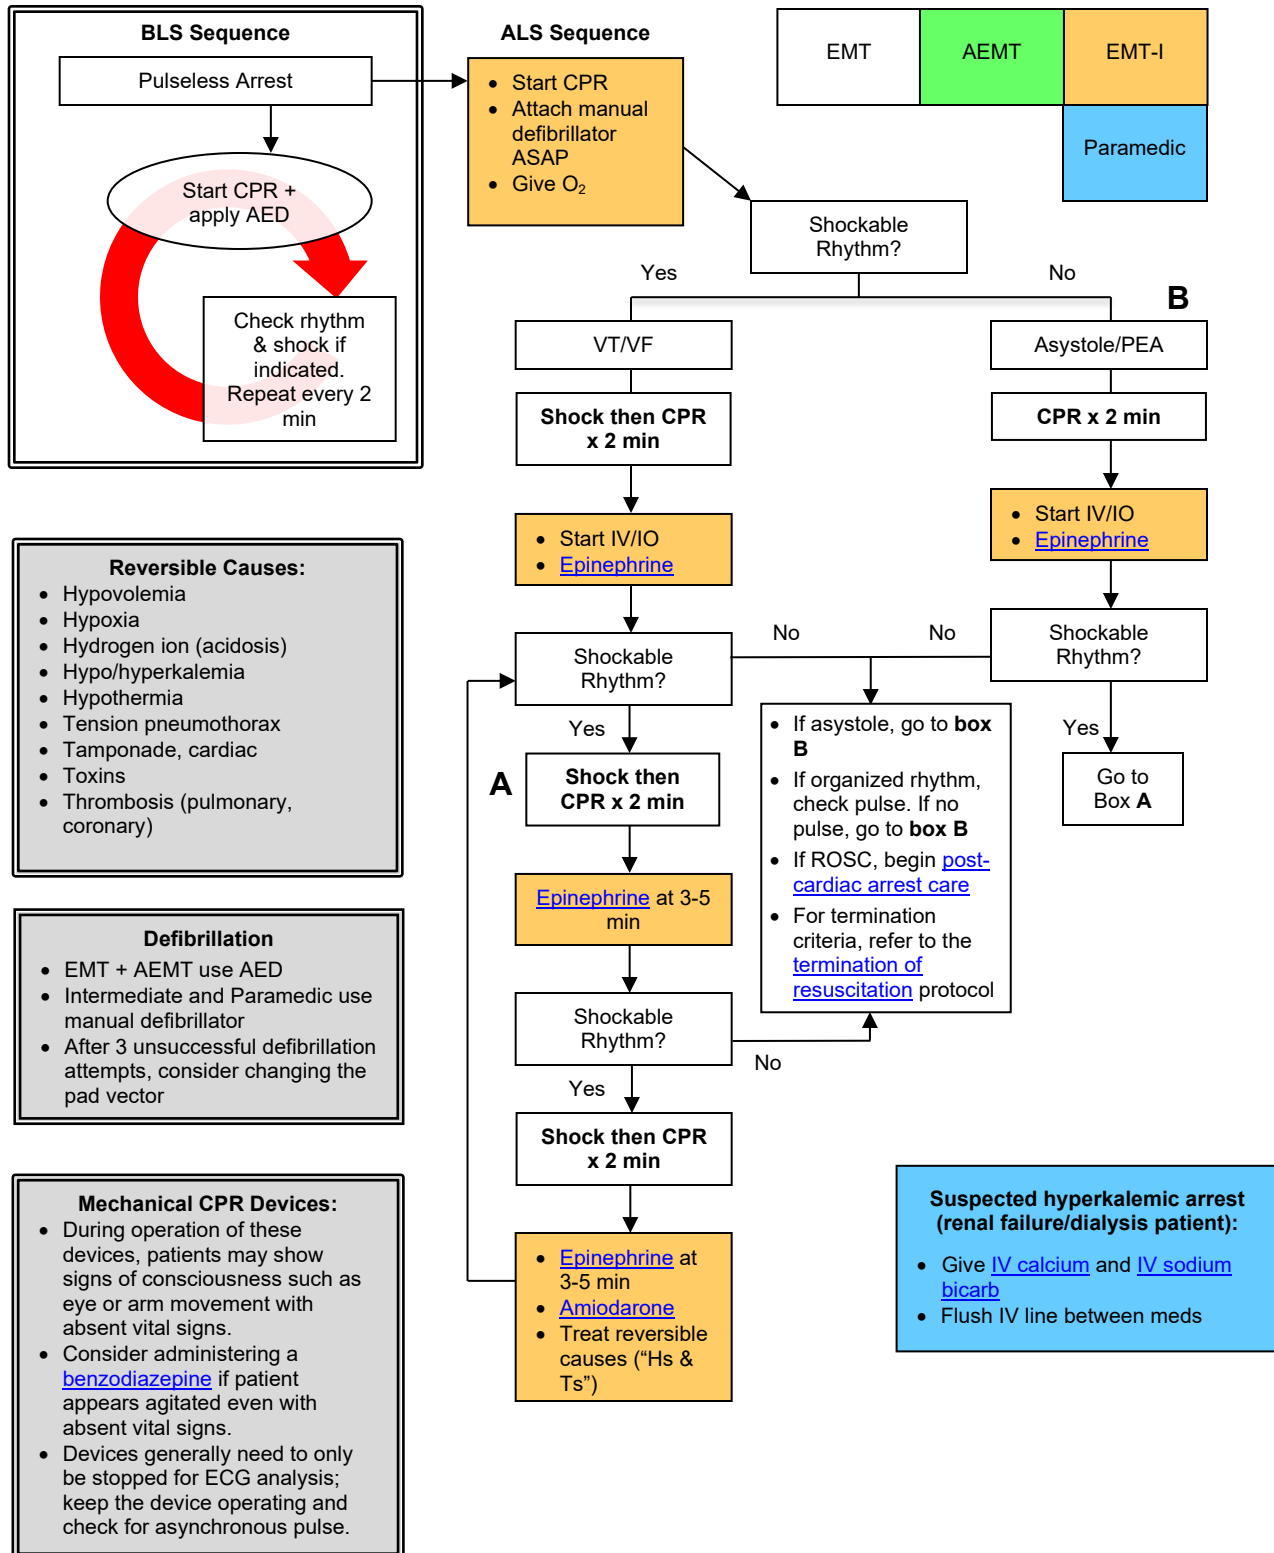 BLS Sequence
Pulseless Arrest
Start CPR +
apply AED
Check rhythm
& shock if
indicated.
Repeat every 2
min
ALS Sequence
• Start CPR
• Attach manual
defibrillator
ASAP
• Give O₂
EMT
AEMT
EMT-I
Paramedic
Shockable
Rhythm?
Yes
No
B
VT/VF
Asystole/PEA
Shock then CPR
x 2 min
CPR x 2 min
• Start IV/IO
• Epinephrine
• Start IV/IO
• Epinephrine
Shockable
Rhythm?
No
No
Shockable
Rhythm?
Yes
Yes
A
Shock then
CPR x 2 min
• If asystole, go to box
B
• If organized rhythm,
check pulse. If no
pulse, go to box B
• If ROSC, begin post-
cardiac arrest care
• For termination
criteria, refer to the
termination of
resuscitation protocol
Go to
Box A
Epinephrine at 3-5
min
Shockable
Rhythm?
No
Yes
Shock then CPR
x 2 min
• Epinephrine at
3-5 min
• Amiodarone
• Treat reversible
causes (“Hs &
Ts”)
Reversible Causes:
• Hypovolemia
• Hypoxia
• Hydrogen ion (acidosis)
• Hypo/hyperkalemia
• Hypothermia
• Tension pneumothorax
• Tamponade, cardiac
• Toxins
• Thrombosis (pulmonary,
coronary)
Defibrillation
• EMT + AEMT use AED
• Intermediate and Paramedic use
manual defibrillator
• After 3 unsuccessful defibrillation
attempts, consider changing the
pad vector
Mechanical CPR Devices:
• During operation of these
devices, patients may show
signs of consciousness such as
eye or arm movement with
absent vital signs.
• Consider administering a
benzodiazepine if patient
appears agitated even with
absent vital signs.
• Devices generally need to only
be stopped for ECG analysis;
keep the device operating and
check for asynchronous pulse.
Suspected hyperkalemic arrest
(renal failure/dialysis patient):
• Give IV calcium and IV sodium
bicarb
• Flush IV line between meds